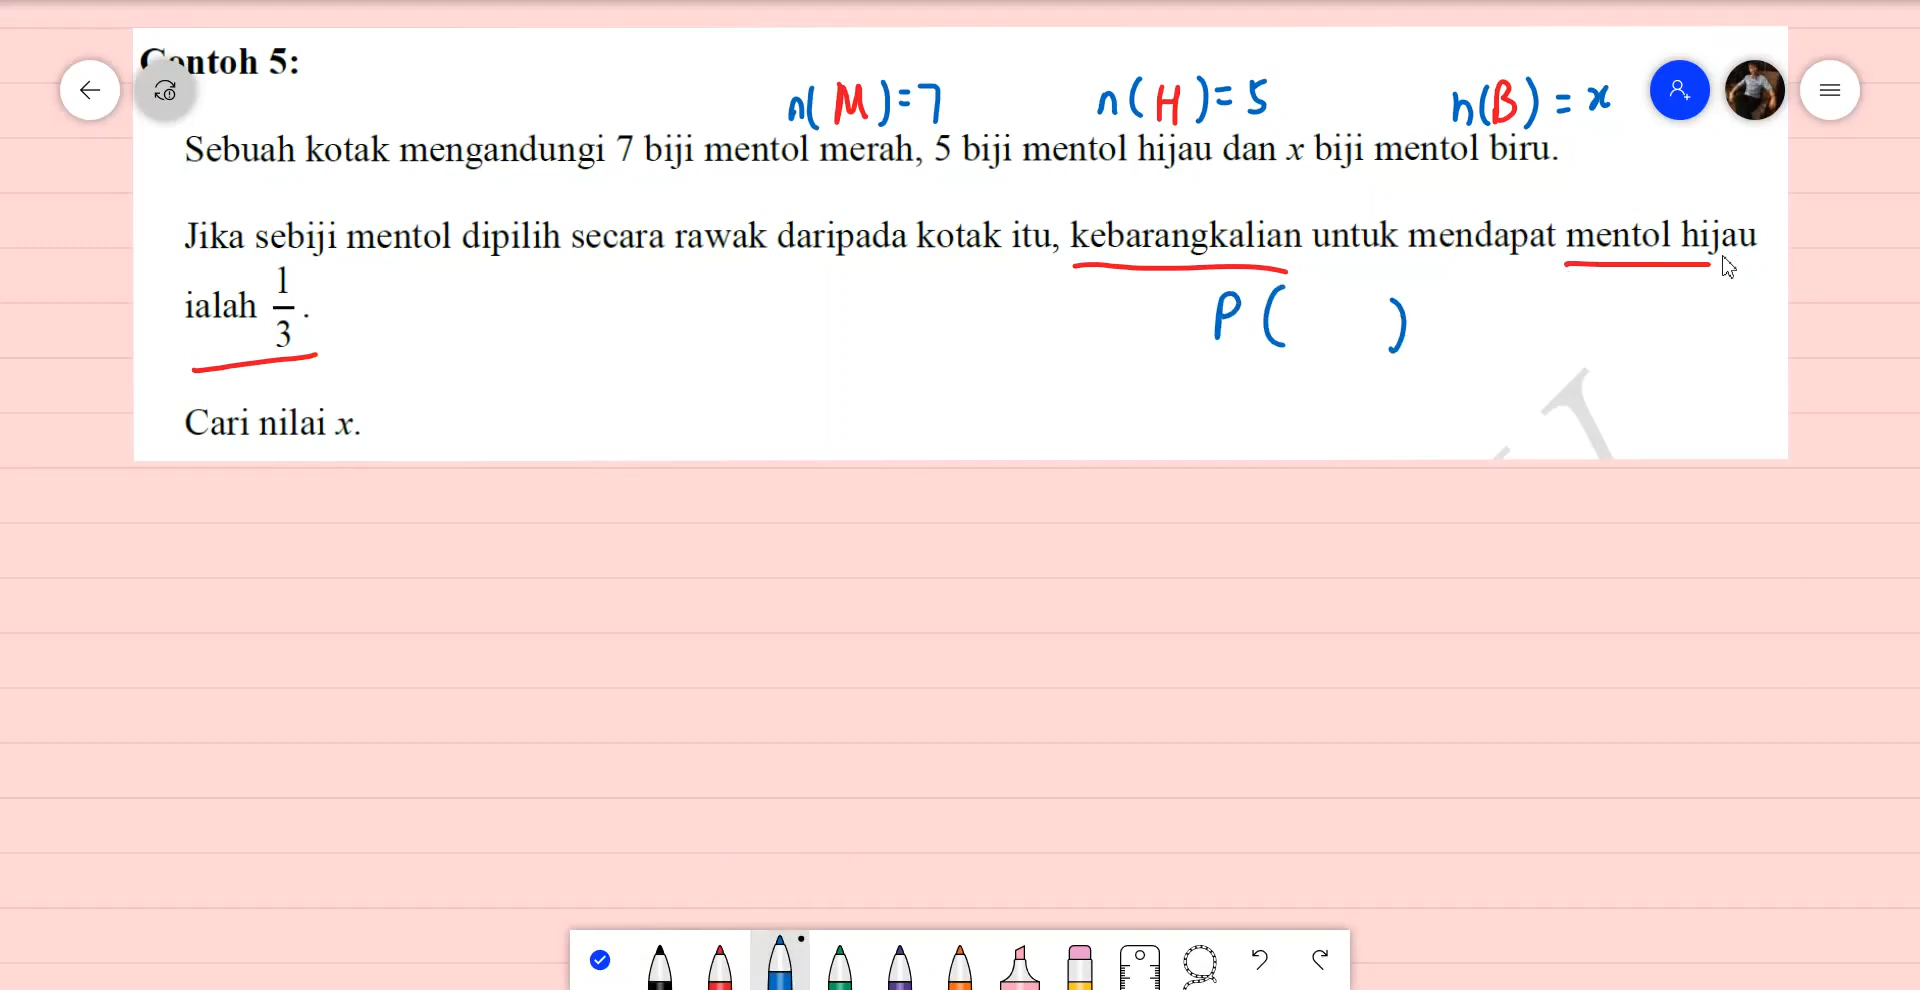 Contoh 5:
n(M)=7 n(H)=5 n(B)=x
Sebuah kotak mengandungi 7 biji mentol merah, 5 biji mentol hijau dan x biji mentol biru.
Jika sebiji mentol dipilih secara rawak daripada kotak itu, kebarangkalian untuk mendapat mentol hijau
ialah 1/3.
P( )
Cari nilai x.